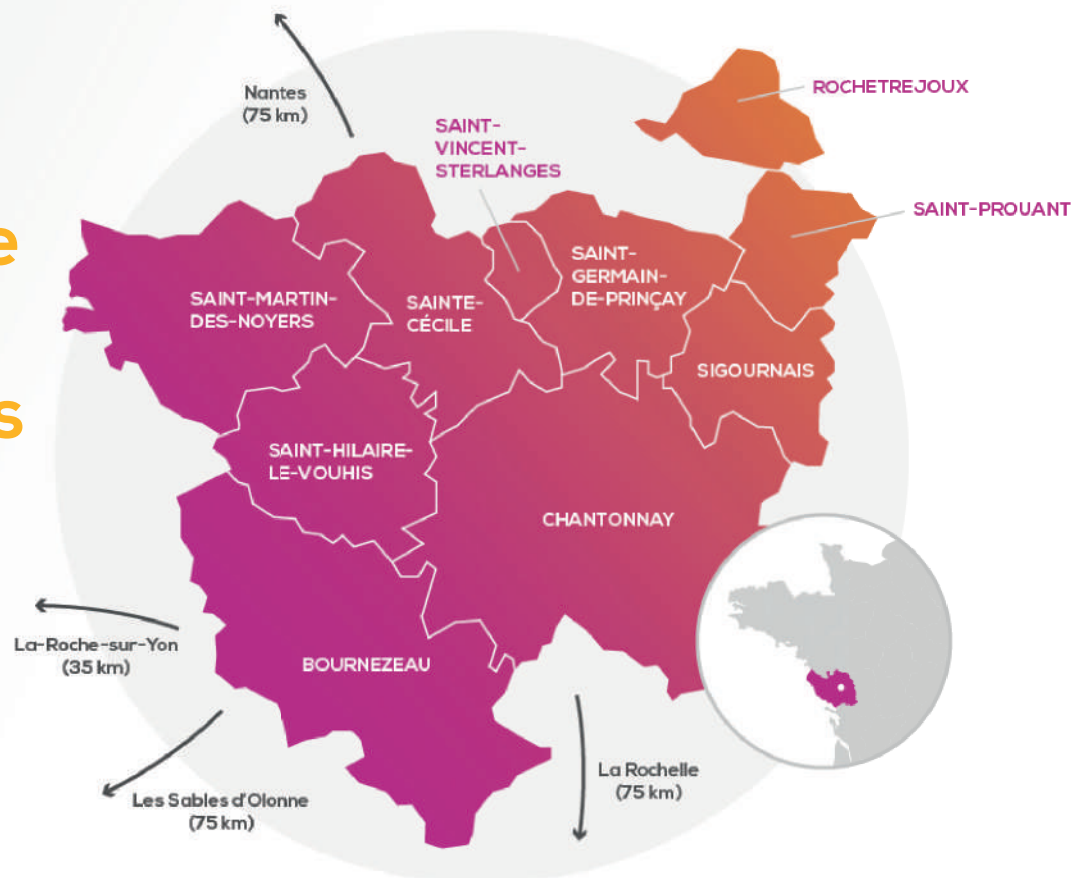 Nantes
(75 km)
ROCHETREJOUX
SAINT-
VINCENT-
STERLANGES
SAINT-PROUANT
e
SAINT-
GERMAIN-
DE-PRINÇAY
SAINT-MARTIN-
DES-NOYERS
SAINTE-
CÉCILE
SIGOURNAIS
s
SAINT-HILAIRE-
LE-VOUHIS
CHANTONNAY
La-Roche-sur-Yon
(35 km)
BOURNEZEAU
La Rochelle
(75 km)
Les Sables d'Olonne
(75 km)